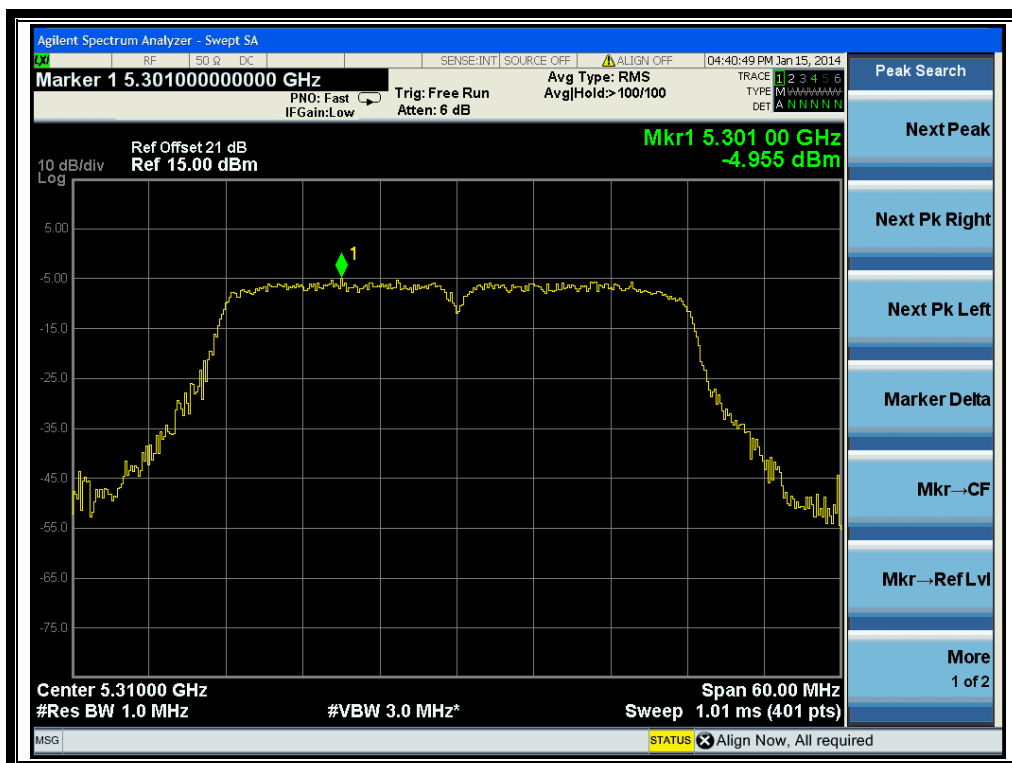 Agilent Spectrum Analyzer - Swept SA
LXI RF 50 Ω DC SENSE:INT SOURCE OFF ALIGN OFF 04:40:49 PM Jan 15, 2014
Marker 1 5.301000000000 GHz
PNO: Fast
IFGain:Low
Trig: Free Run
Atten: 6 dB
Avg Type: RMS
Avg|Hold:>100/100
TRACE 1 2 3 4 5 6
TYPE M WWWWW
DET A N N N N N
Mkr1 5.301 00 GHz
-4.955 dBm
Ref Offset 21 dB
10 dB/div Ref 15.00 dBm
Log
5.00
1
-5.00
-15.0
-25.0
-35.0
-45.0
-55.0
-65.0
-75.0
Center 5.31000 GHz Span 60.00 MHz
#Res BW 1.0 MHz #VBW 3.0 MHz* Sweep 1.01 ms (401 pts)
MSG STATUS Align Now, All required
Peak Search
Next Peak
Next Pk Right
Next Pk Left
Marker Delta
Mkr→CF
Mkr→Ref Lvl
More
1 of 2